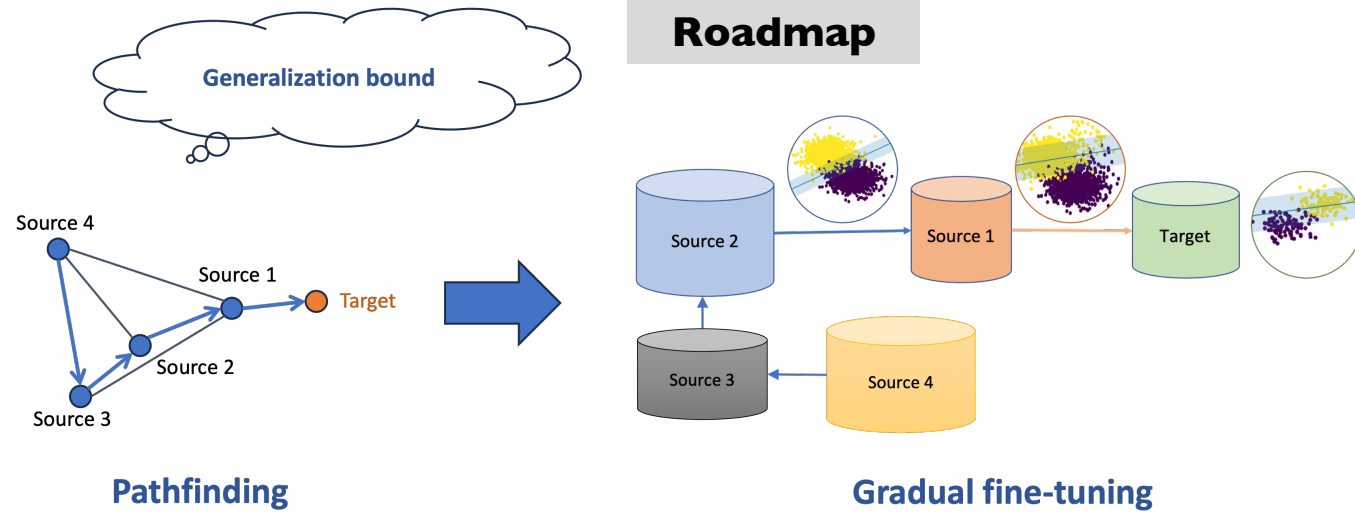 Roadmap
Generalization bound
Source 4
Source 1
Target
Source 2
Source 3
Pathfinding
Source 2
Source 1
Target
Source 3
Source 4
Gradual fine-tuning